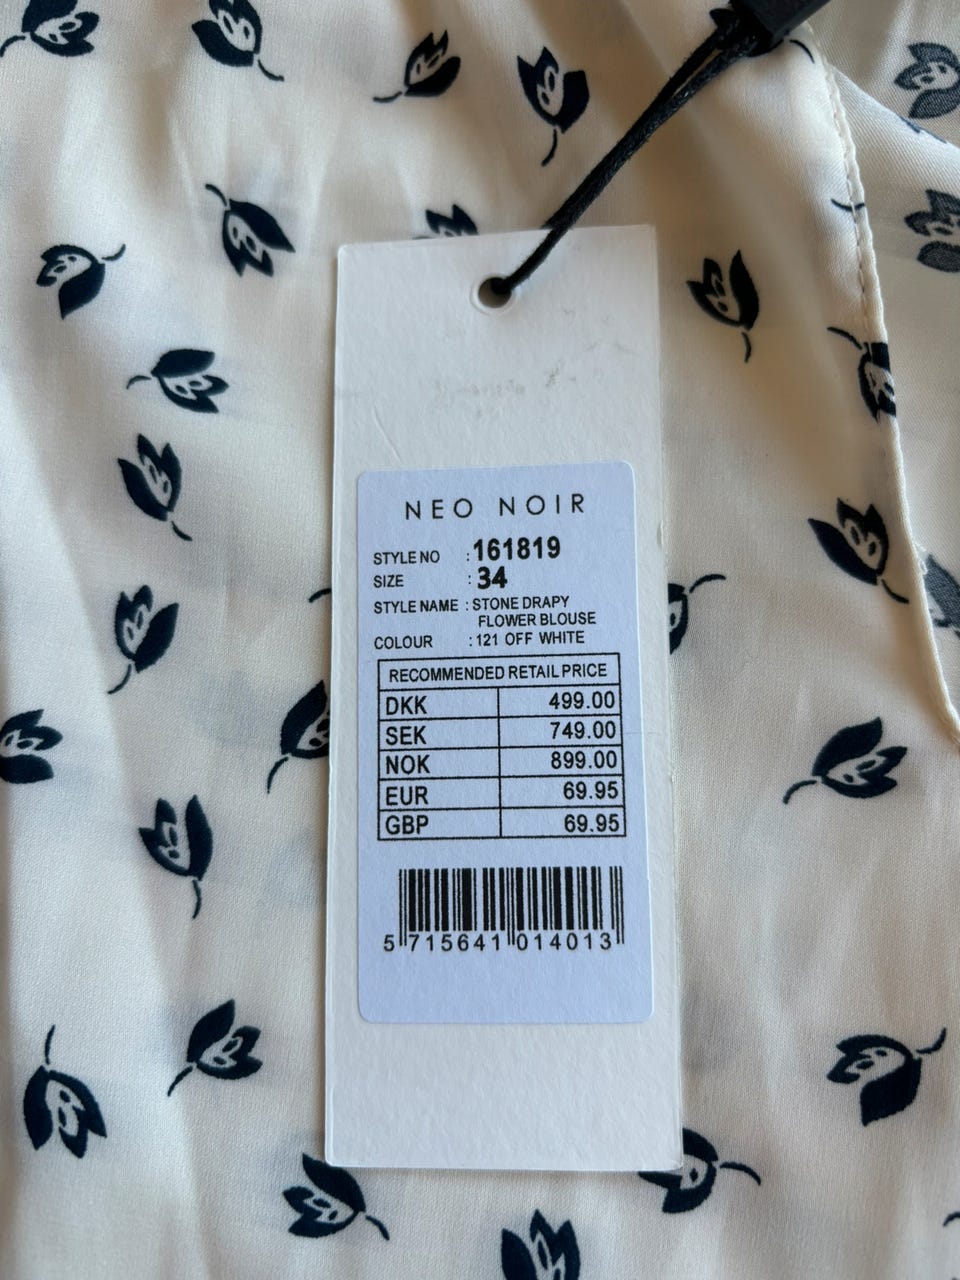 NEO NOIR
STYLE NO : 161819
SIZE : 34
STYLE NAME : STONE DRAPY
FLOWER BLOUSE
COLOUR : 121 OFF WHITE
RECOMMENDED RETAIL PRICE
DKK 499.00
SEK 749.00
NOK 899.00
EUR 69.95
GBP 69.95
5 715641 014013